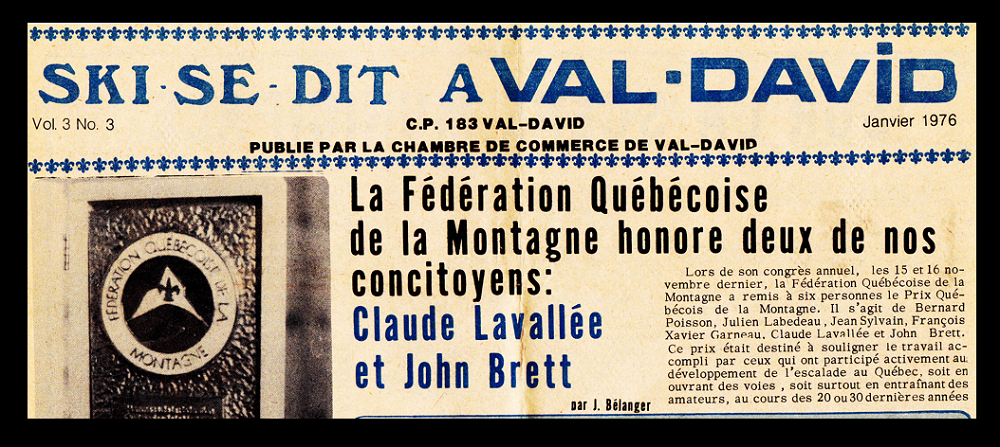 SKI-SE-DIT A VAL-DAVID
Vol. 3 No. 3
C.P. 183 VAL-DAVID
Janvier 1976
PUBLIE PAR LA CHAMBRE DE COMMERCE DE VAL-DAVID
FÉDÉRATION QUÉBÉCOISE DE LA
MONTAGNE
La Fédération Québécoise
de la Montagne honore deux de nos
concitoyens:
Claude Lavallée
et John Brett
par J. Bélanger
Lors de son congrès annuel, les 15 et 16 no-
vembre dernier, la Fédération Québécoise de la
Montagne a remis à six personnes le Prix Qué-
bécois de la Montagne. Il s'agit de Bernard
Poisson, Julien Labedeau, Jean Sylvain, François
Xavier Garneau, Claude Lavallée et John Brett.
Ce prix était destiné à souligner le travail ac-
compli par ceux qui ont participé activement au
développement de l'escalade au Québec, soit en
ouvrant des voies , soit surtout en entraînant des
amateurs, au cours des 20 ou 30 dernières années